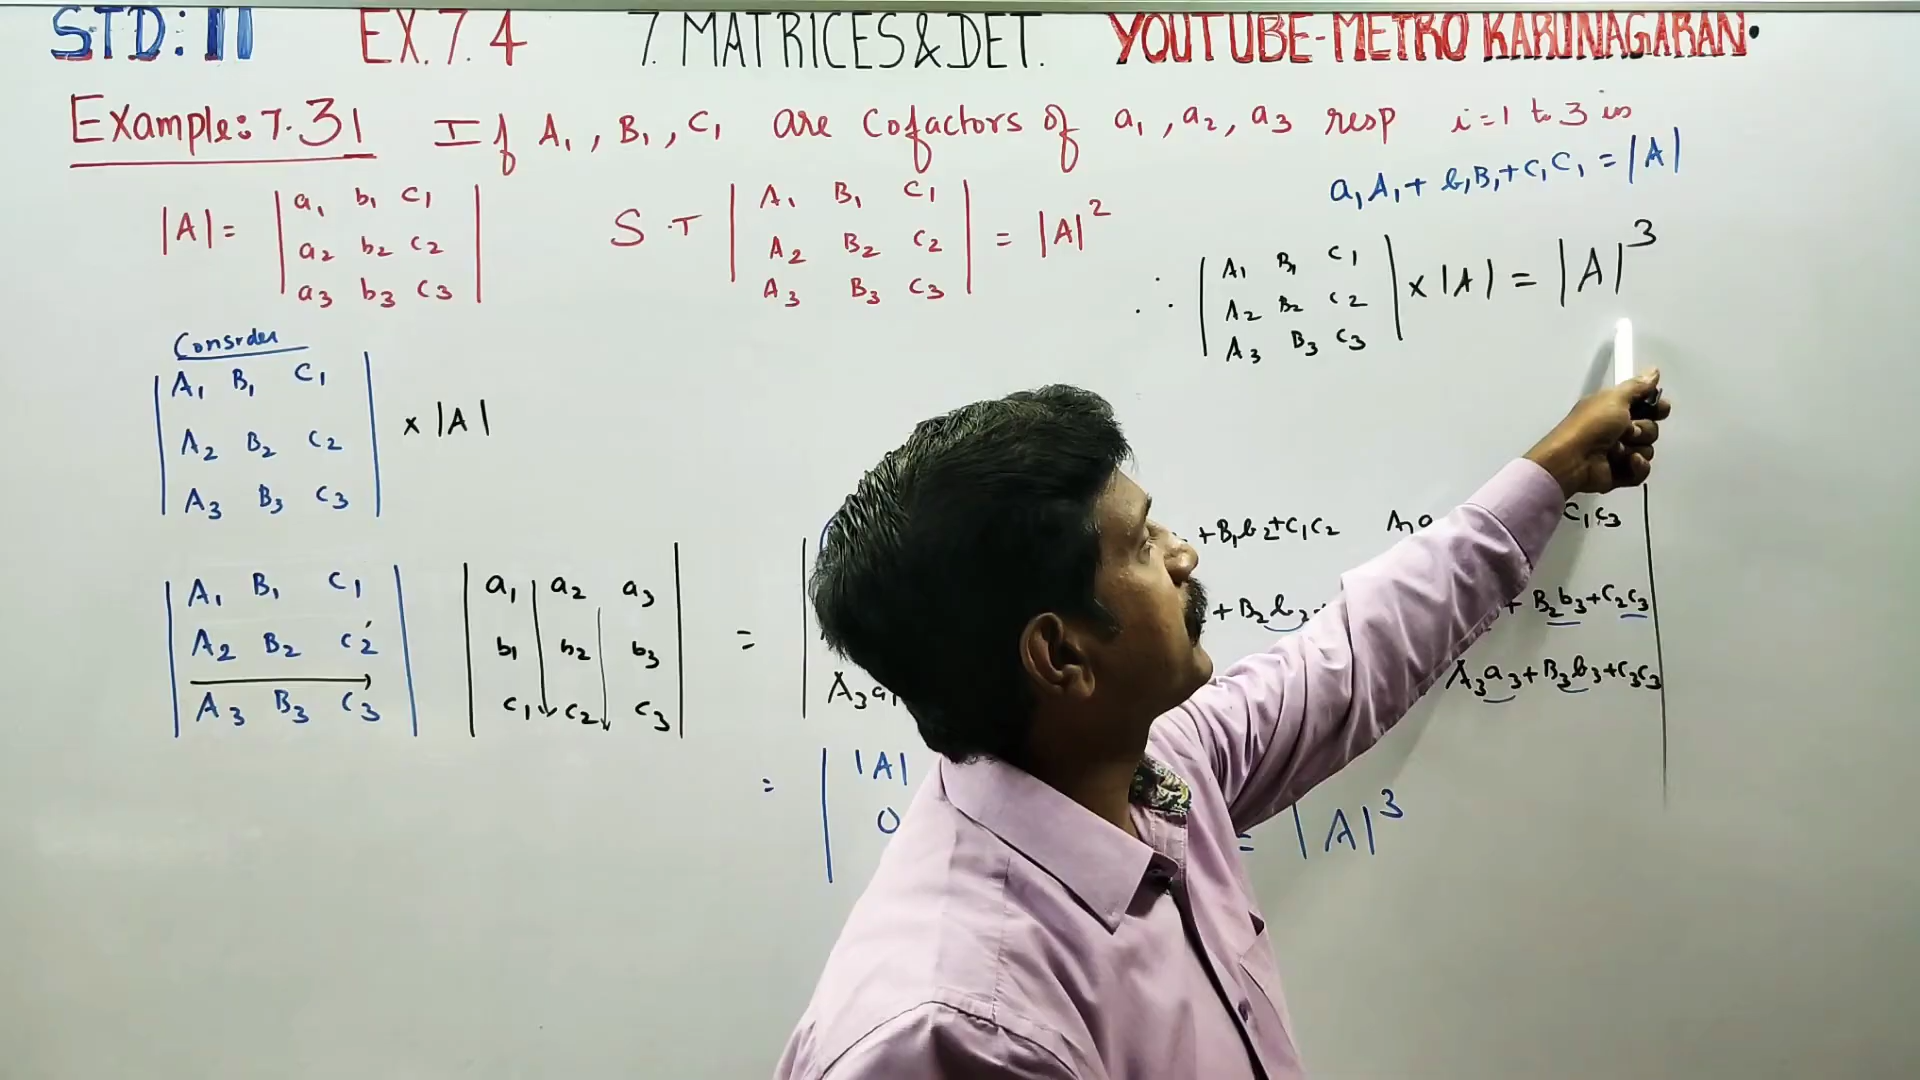 STD: 11 EX.7.4 7. MATRICES & DET. YOUTUBE-METRO KARUNAGARAN.
Example: 7.31 If A₁, B₁, C₁ are Cofactors of a₁, a₂, a₃ resp i=1 to 3 in
a₁A₁ + b₁B₁ + C₁C₁ = |A|
|A| = | a₁ b₁ c₁ |
| a₂ b₂ c₂ |
| a₃ b₃ c₃ |
S.T | A₁ B₁ C₁ | = |A|²
| A₂ B₂ C₂ |
| A₃ B₃ C₃ |
∴ | A₁ B₁ C₁ | × |A| = |A|³
| A₂ B₂ C₂ |
| A₃ B₃ C₃ |
Consrder
| A₁ B₁ C₁ |
| A₂ B₂ C₂ | × |A|
| A₃ B₃ C₃ |
| A₁ B₁ C₁ | | a₁ a₂ a₃ |
| A₂ B₂ C₂ | | b₁ b₂ b₃ | =
| A₃ B₃ C₃ | | c₁ c₂ c₃ |
+B₁b₂+C₁C₂ C₁C₃
+B₂b₂ + B₂b₃+C₂C₃
A₃a₁ A₃a₃+B₃b₃+C₃C₃
= | |A|
0 = |A|³